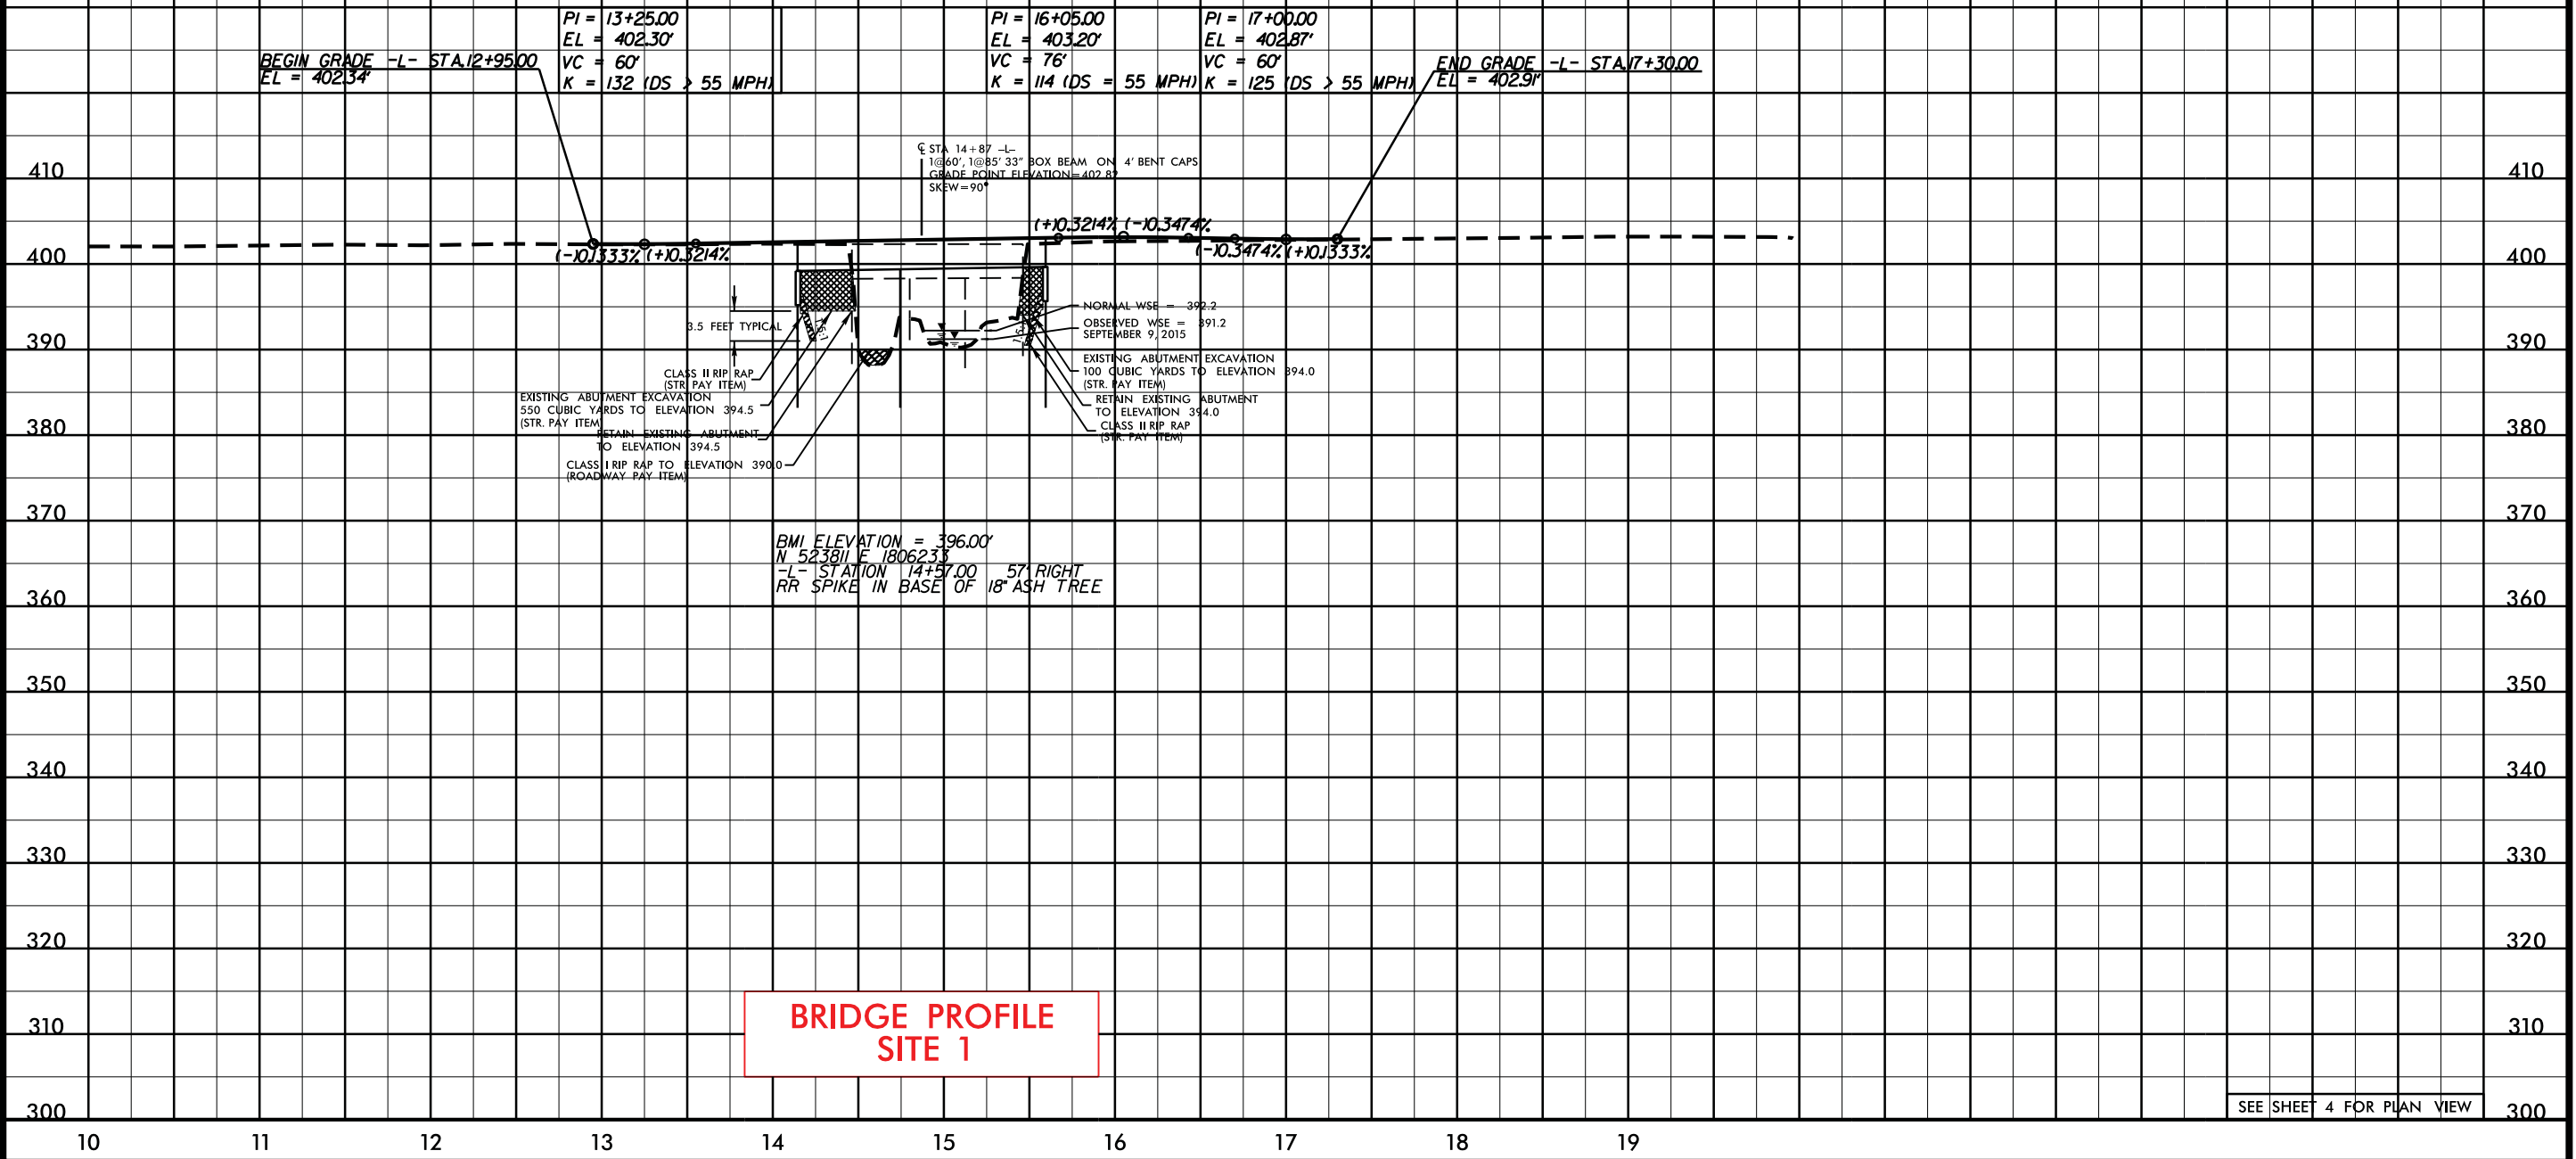 PI = 13+25.00
EL = 402.30'
VC = 60'
K = 132 (DS > 55 MPH)
PI = 16+05.00
EL = 403.20'
VC = 76'
K = 114 (DS = 55 MPH)
PI = 17+00.00
EL = 402.87'
VC = 60'
K = 125 (DS > 55 MPH)
BEGIN GRADE -L- STA.12+95.00
EL = 402.34'
END GRADE -L- STA.17+30.00
EL = 402.91'
℄ STA 14+87 -L-
1@60', 1@85' 33" BOX BEAM ON 4' BENT CAPS
GRADE POINT ELEVATION=402.82
SKEW=90°
410
410
(+)0.3214% (-)0.3474%
(-)0.1333% (+)0.3214%
(-)0.3474% (+)0.1333%
400
400
NORMAL WSE = 392.2
OBSERVED WSE = 391.2
SEPTEMBER 9, 2015
3.5 FEET TYPICAL
1.5:1
1.5:1
390
390
EXISTING ABUTMENT EXCAVATION
100 CUBIC YARDS TO ELEVATION 394.0
(STR. PAY ITEM)
CLASS II RIP RAP
(STR. PAY ITEM)
EXISTING ABUTMENT EXCAVATION
550 CUBIC YARDS TO ELEVATION 394.5
(STR. PAY ITEM)
RETAIN EXISTING ABUTMENT
TO ELEVATION 394.0
CLASS II RIP RAP
(STR. PAY ITEM)
RETAIN EXISTING ABUTMENT
TO ELEVATION 394.5
CLASS I RIP RAP TO ELEVATION 390.0
(ROADWAY PAY ITEM)
380
380
370
370
BM1 ELEVATION = 396.00'
N 523811 E 1806233
-L- STATION 14+57.00 57' RIGHT
RR SPIKE IN BASE OF 18" ASH TREE
360
360
350
350
340
340
330
330
320
320
BRIDGE PROFILE
SITE 1
310
310
SEE SHEET 4 FOR PLAN VIEW
300
300
10 11 12 13 14 15 16 17 18 19